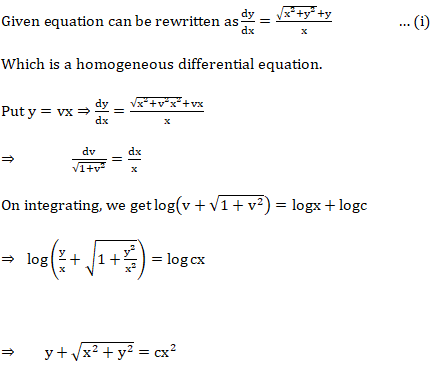 Given equation can be rewritten as dy/dx = (√x²+y²+y)/x ... (i)
Which is a homogeneous differential equation.
Put y = vx ⇒ dy/dx = (√x²+v²x²+vx)/x
⇒ dv/√1+v² = dx/x
On integrating, we get log(v + √1 + v²) = logx + logc
⇒ log(y/x + √1 + y²/x²) = log cx
⇒ y + √x² + y² = cx²